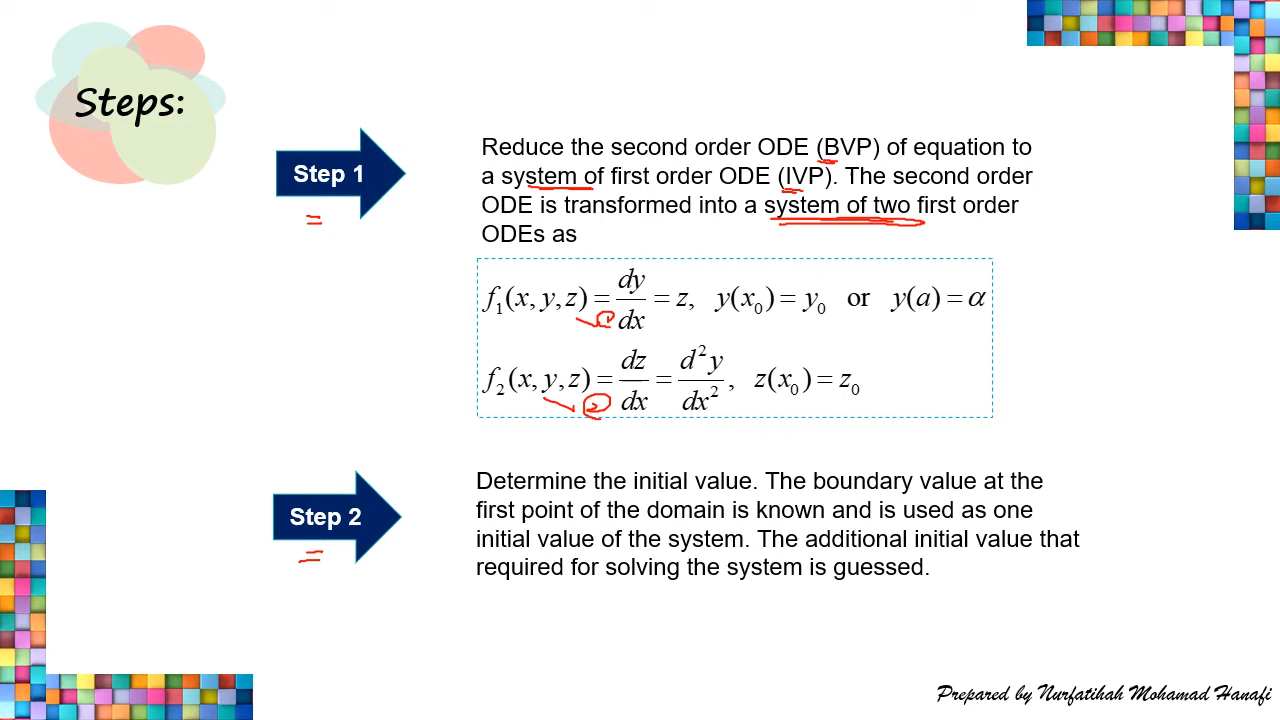 Steps:
Step 1
Reduce the second order ODE (BVP) of equation to
a system of first order ODE (IVP). The second order
ODE is transformed into a system of two first order
ODEs as
f₁(x, y, z) = dy/dx = z, y(x₀) = y₀ or y(a) = α
①
f₂(x, y, z) = dz/dx = d²y/dx², z(x₀) = z₀
②
Step 2
Determine the initial value. The boundary value at the
first point of the domain is known and is used as one
initial value of the system. The additional initial value that
required for solving the system is guessed.
Prepared by Nurfatihah Mohamad Hanafi